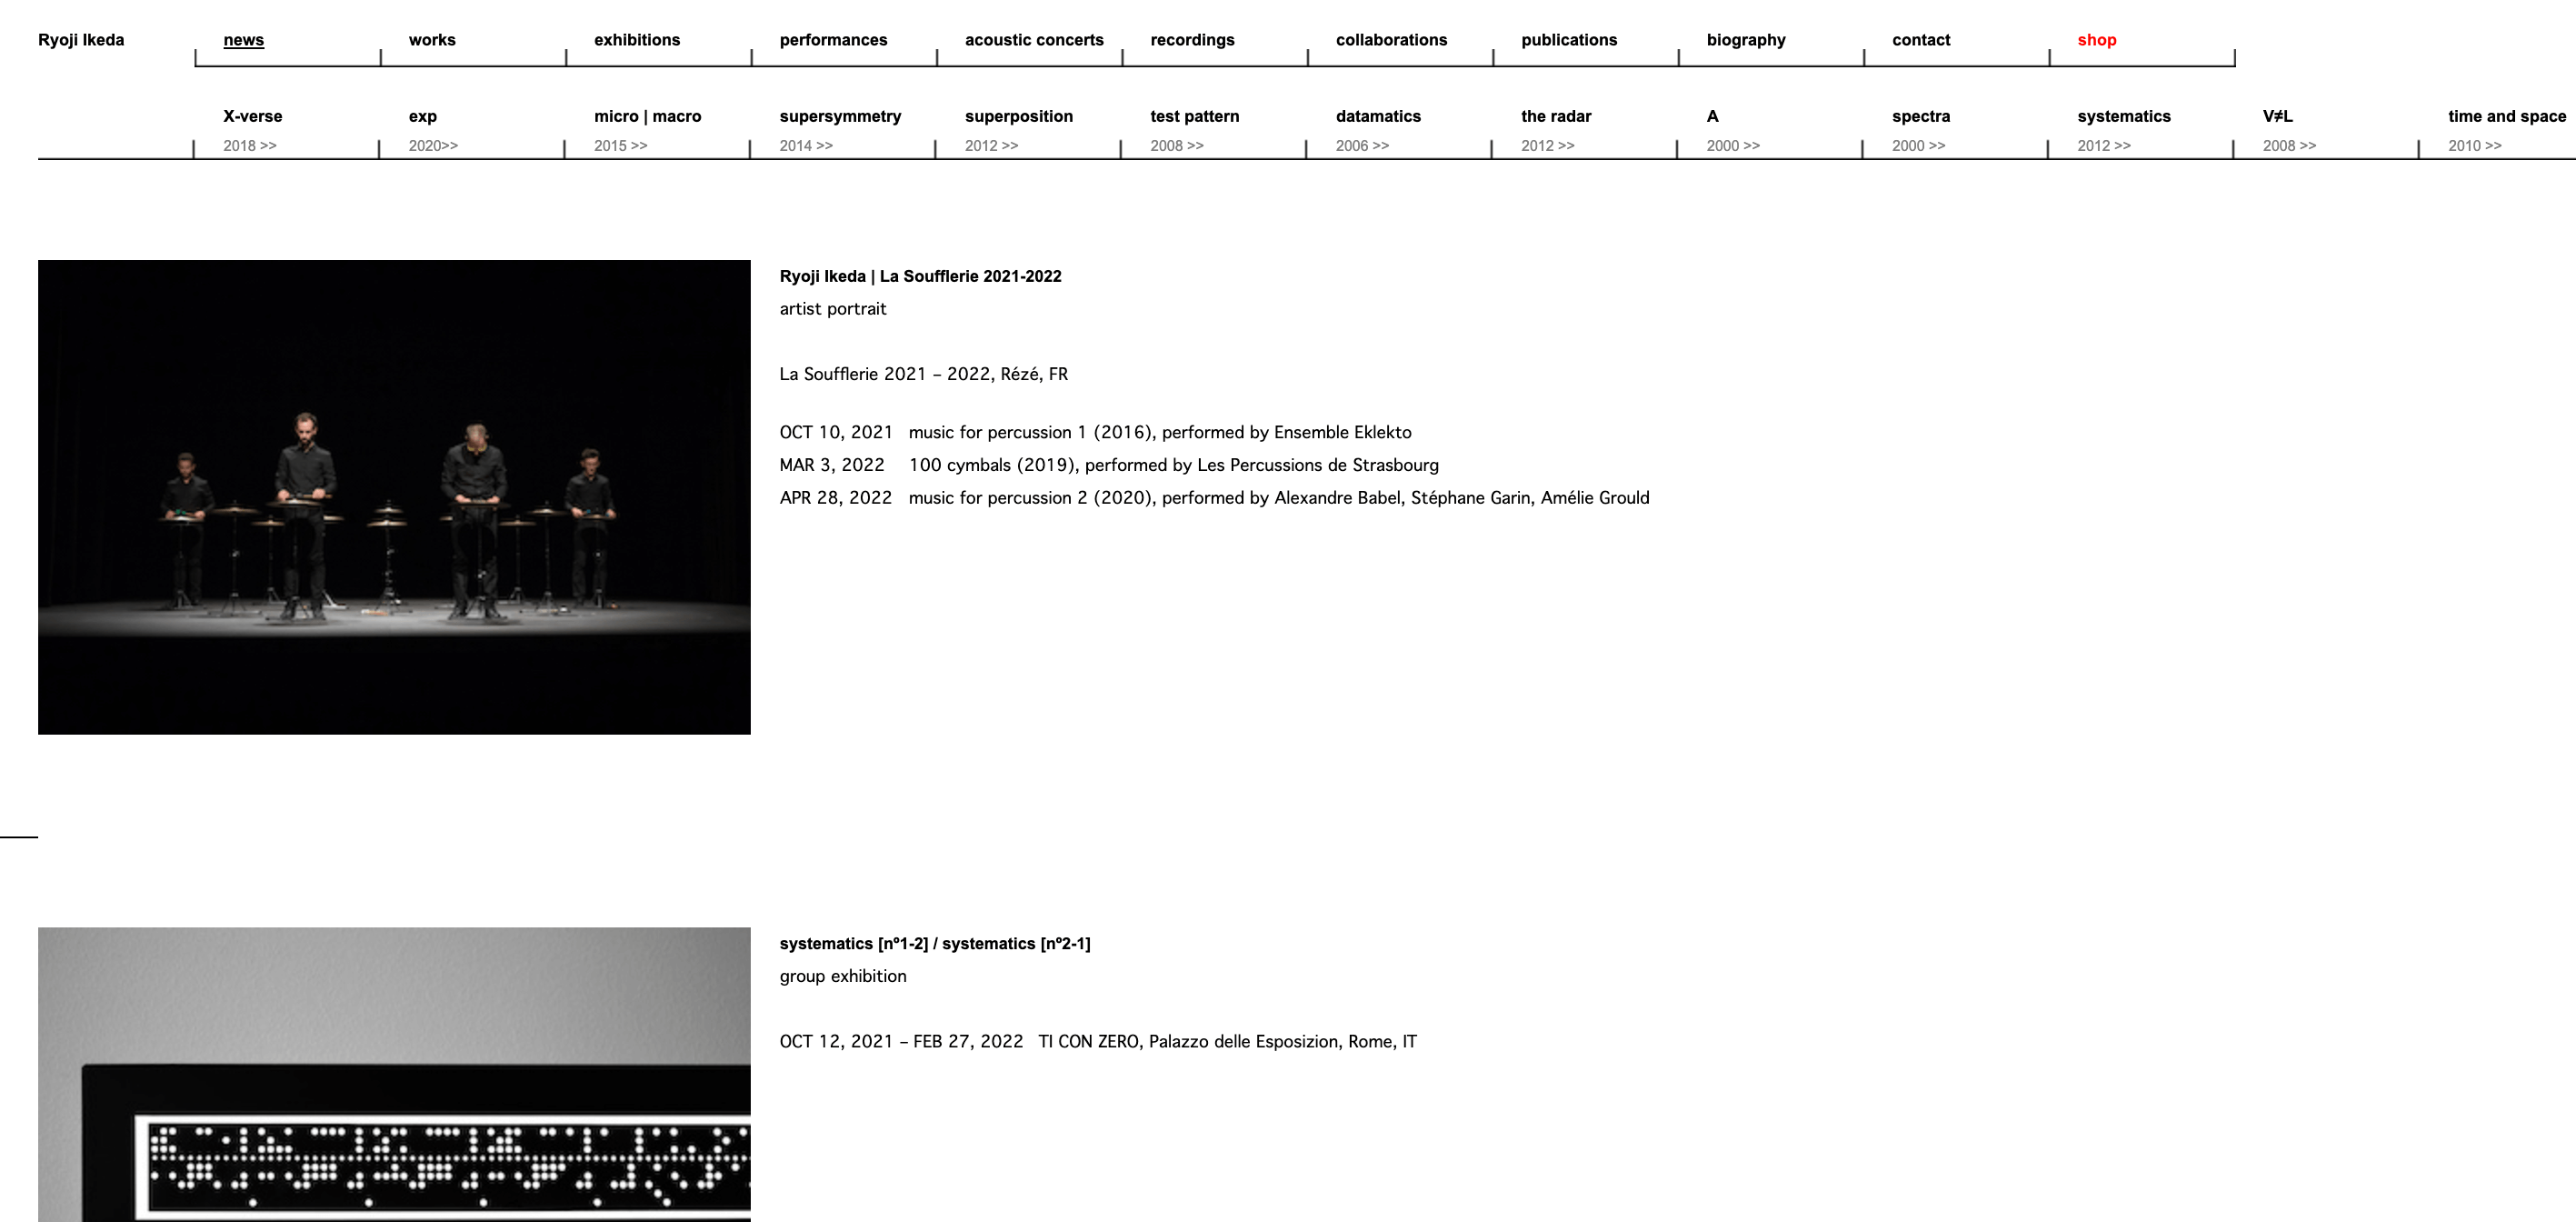 Ryoji Ikeda news works exhibitions performances acoustic concerts recordings collaborations publications biography contact shop
X-verse exp micro | macro supersymmetry superposition test pattern datamatics the radar A spectra systematics V≠L time and space
2018 >> 2020>> 2015 >> 2014 >> 2012 >> 2008 >> 2006 >> 2012 >> 2000 >> 2000 >> 2012 >> 2008 >> 2010 >>
Ryoji Ikeda | La Soufflerie 2021-2022
artist portrait
La Soufflerie 2021 – 2022, Rézé, FR
OCT 10, 2021 music for percussion 1 (2016), performed by Ensemble Eklekto
MAR 3, 2022 100 cymbals (2019), performed by Les Percussions de Strasbourg
APR 28, 2022 music for percussion 2 (2020), performed by Alexandre Babel, Stéphane Garin, Amélie Grould
systematics [nº1-2] / systematics [nº2-1]
group exhibition
OCT 12, 2021 – FEB 27, 2022 TI CON ZERO, Palazzo delle Esposizion, Rome, IT